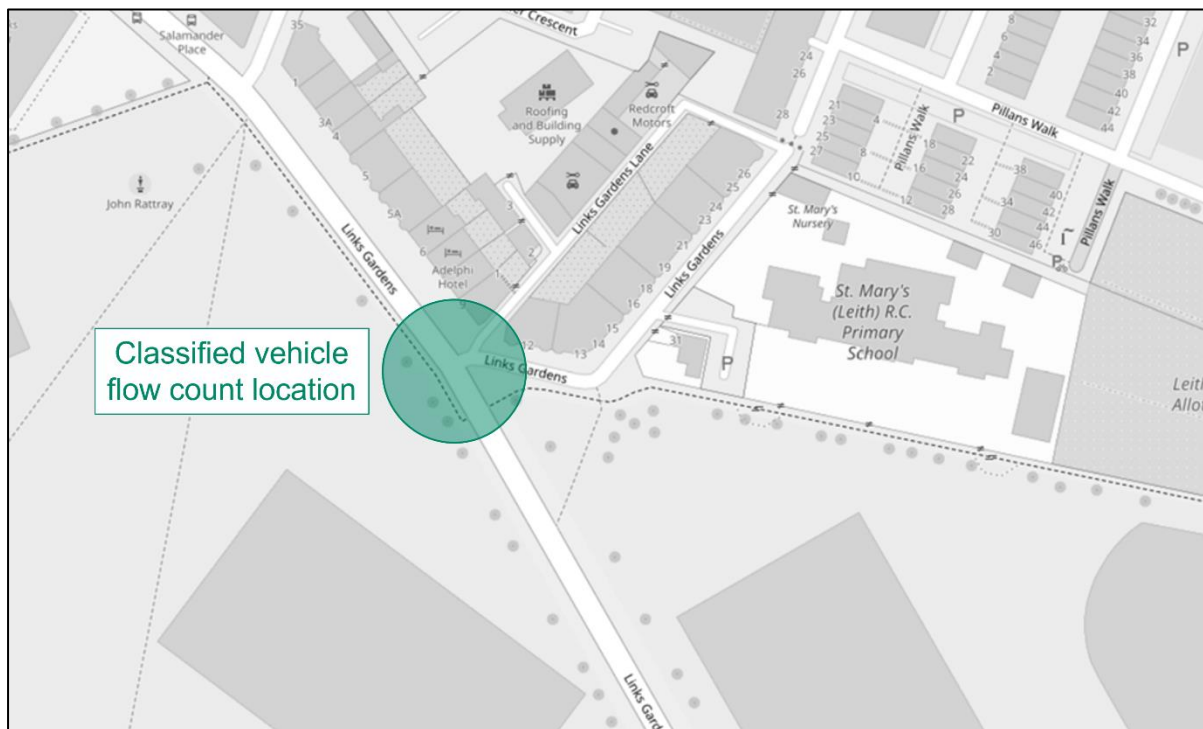 Crescent
35
Salamander
Place
1
3A
4
5
5A
6
Adelphi
Hotel
9
3
2
1
Roofing
and Building
Supply
Redcroft
Motors
Links Gardens Lane
24
26
28
21
23
25
27
4
8
10
Pillans Walk
P
18
16
12
22
24
26
28
38
34
30
40
42
44
46
8
6
4
2
32
34
36
38
40
42
44
P
Pillans Walk
Pillans Walk
P
John Rattray
Links Gardens
26
25
24
23
21
19
18
16
15
14
13
12
Links Gardens
Links Gardens
St. Mary's
Nursery
St. Mary's
(Leith) R.C.
Primary
School
31
P
Classified vehicle
flow count location
Links Gard